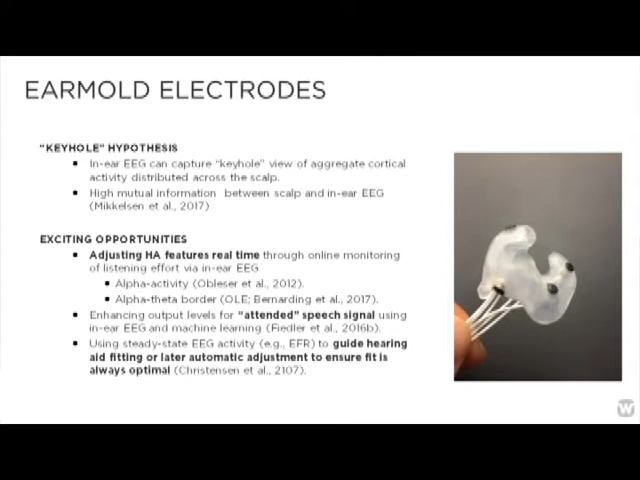 EARMOLD ELECTRODES
"KEYHOLE" HYPOTHESIS
▪ In-ear EEG can capture "keyhole" view of aggregate cortical
activity distributed across the scalp.
▪ High mutual information between scalp and in-ear EEG
(Mikkelsen et al., 2017)
EXCITING OPPORTUNITIES
▪ Adjusting HA features real time through online monitoring
of listening effort via in-ear EEG
▪ Alpha-activity (Obleser et al., 2012).
▪ Alpha-theta border (OLE; Bernarding et al., 2017).
▪ Enhancing output levels for "attended" speech signal using
in-ear EEG and machine learning (Fiedler et al., 2016b).
▪ Using steady-state EEG activity (e.g., EFR) to guide hearing
aid fitting or later automatic adjustment to ensure fit is
always optimal (Christensen et al., 2107).
W